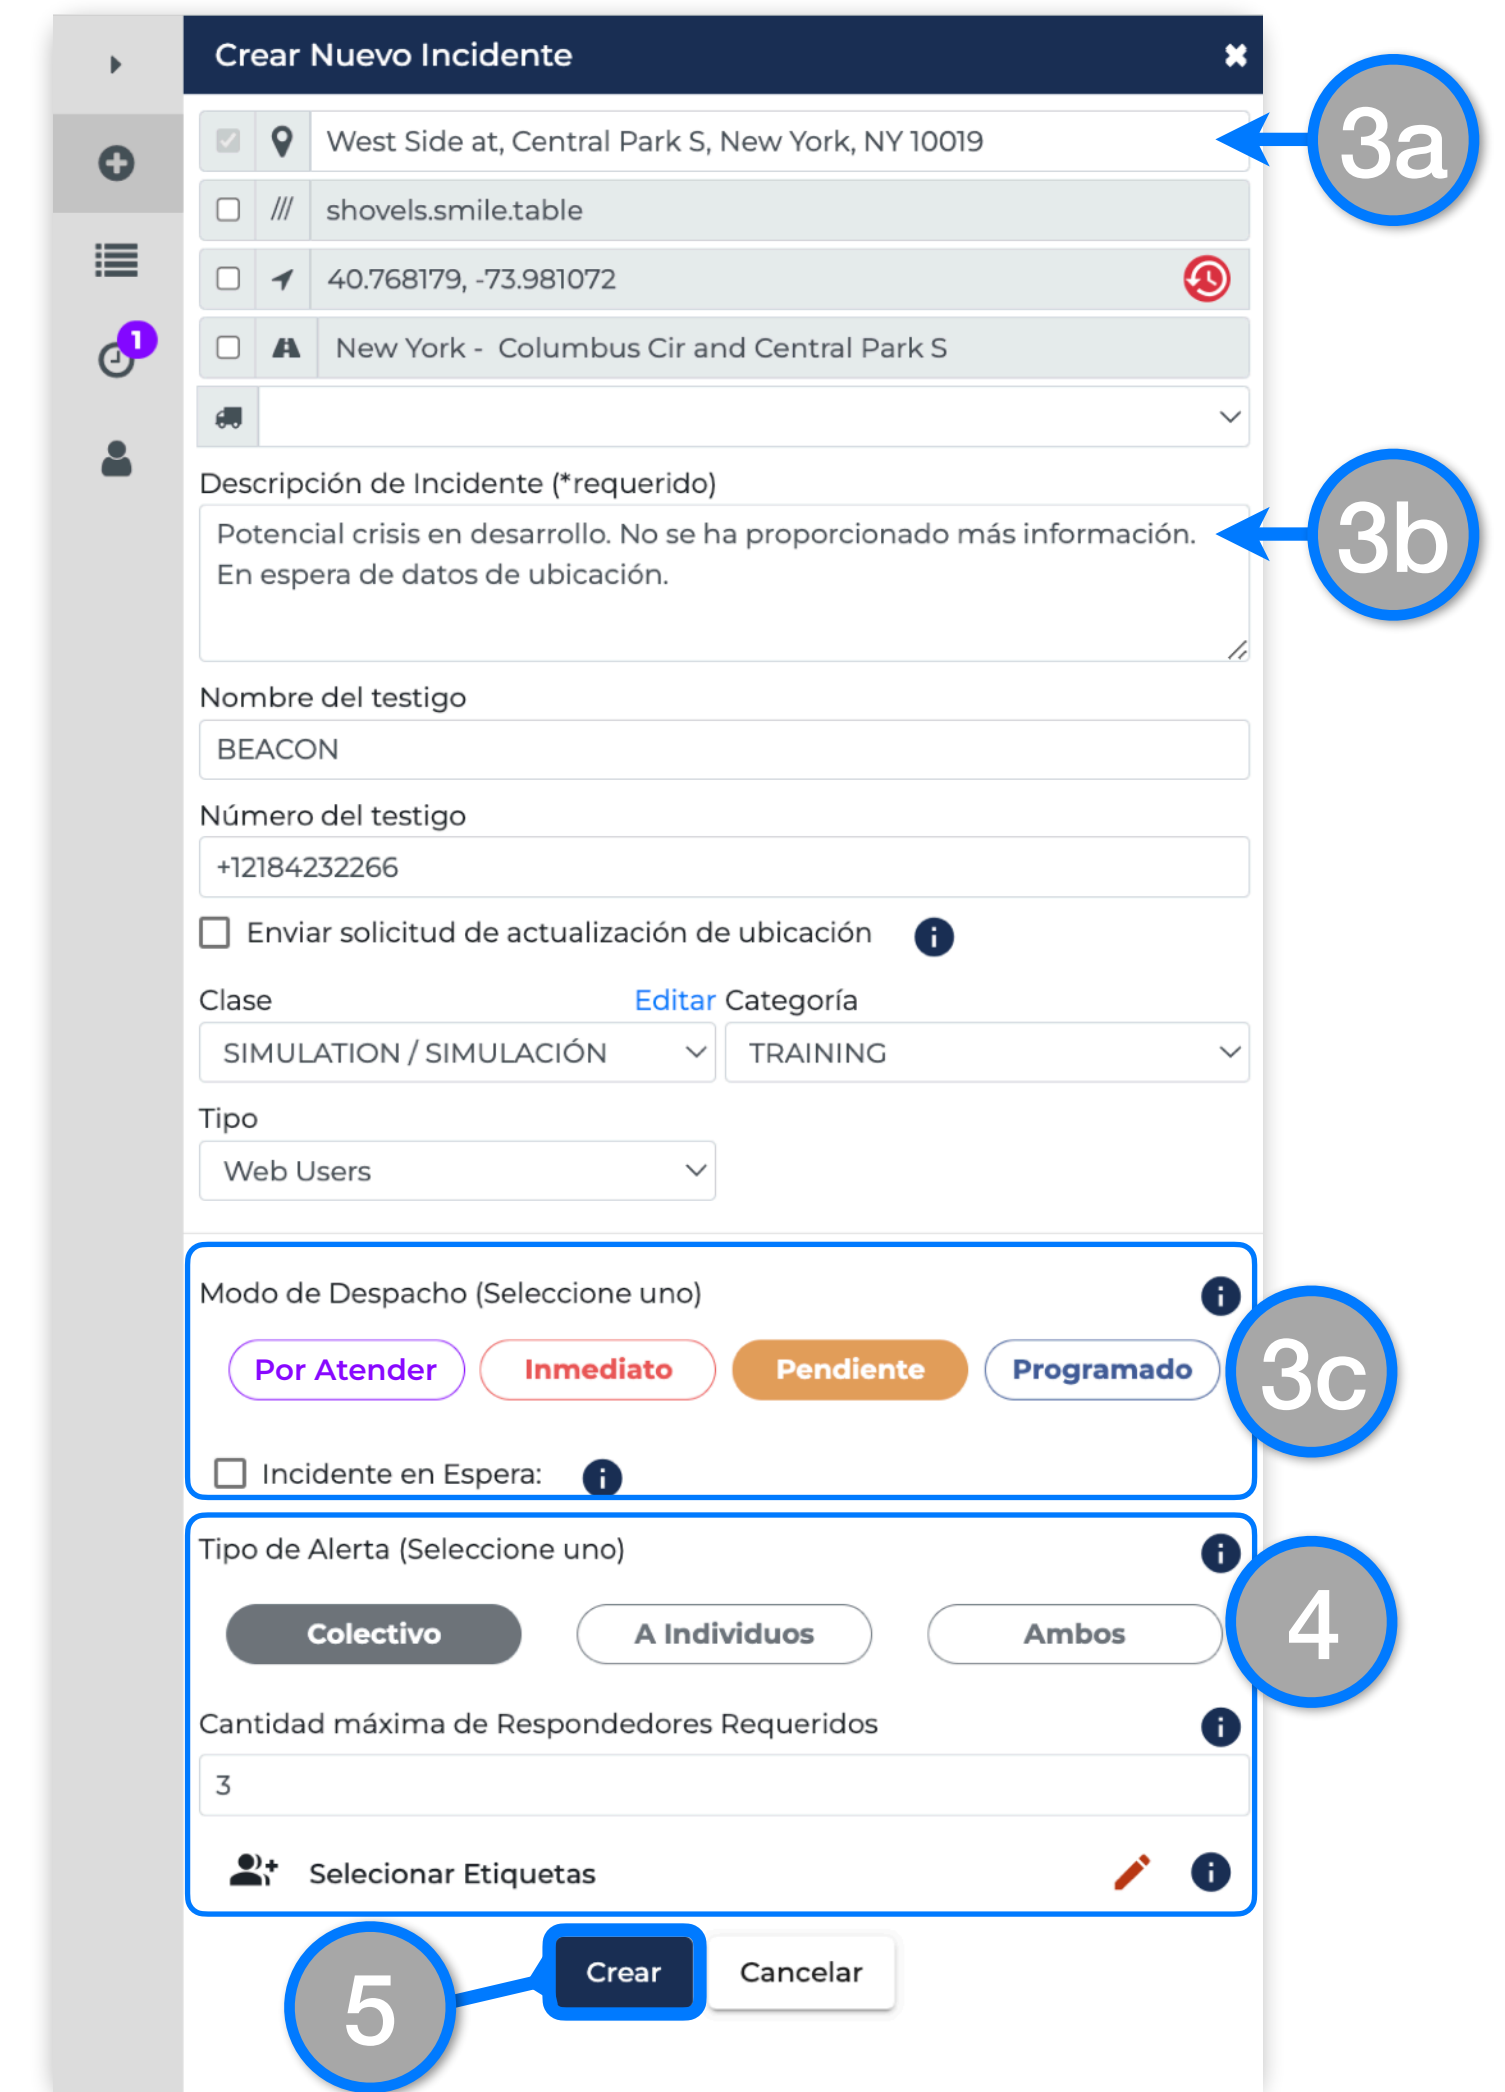 Crear Nuevo Incidente
West Side at, Central Park S, New York, NY 10019
3a
/// shovels.smile.table
40.768179, -73.981072
1
New York - Columbus Cir and Central Park S
Descripción de Incidente (*requerido)
Potencial crisis en desarrollo. No se ha proporcionado más información.
En espera de datos de ubicación.
3b
Nombre del testigo
BEACON
Número del testigo
+12184232266
Enviar solicitud de actualización de ubicación i
Clase Editar Categoría
SIMULATION / SIMULACIÓN TRAINING
Tipo
Web Users
Modo de Despacho (Seleccione uno) i
Por Atender Inmediato Pendiente Programado
3c
Incidente en Espera: i
Tipo de Alerta (Seleccione uno) i
Colectivo A Individuos Ambos
4
Cantidad máxima de Respondedores Requeridos i
3
Selecionar Etiquetas i
5
Crear Cancelar